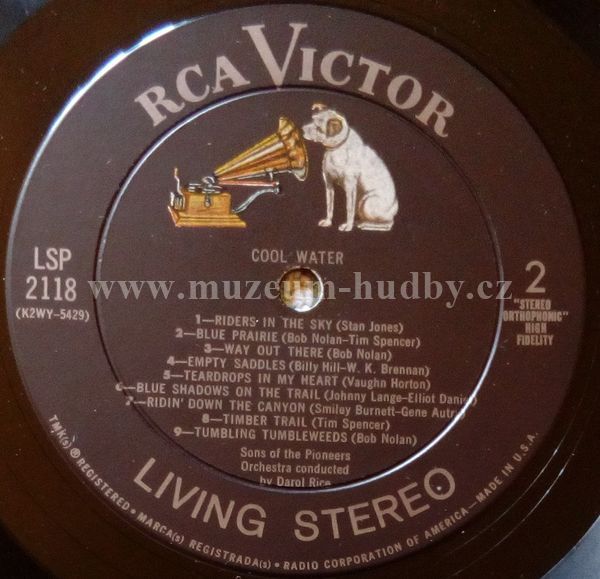 RCA VICTOR
COOL WATER
LSP
2118
(K2WY-5429)
2
"STEREO
ORTHOPHONIC"
HIGH
FIDELITY
www.muzeum-hudby.cz
1—RIDERS IN THE SKY (Stan Jones)
2—BLUE PRAIRIE (Bob Nolan-Tim Spencer)
3—WAY OUT THERE (Bob Nolan)
4—EMPTY SADDLES (Billy Hill-W. K. Brennan)
5—TEARDROPS IN MY HEART (Vaughn Horton)
6—BLUE SHADOWS ON THE TRAIL (Johnny Lange-Elliot Daniel)
7—RIDIN' DOWN THE CANYON (Smiley Burnett-Gene Autry)
8—TIMBER TRAIL (Tim Spencer)
9—TUMBLING TUMBLEWEEDS (Bob Nolan)
Sons of the Pioneers
Orchestra conducted
by Darol Rice
LIVING STEREO
TMK(s) ® REGISTERED • MARCA(s) REGISTRADA(s) • RADIO CORPORATION OF AMERICA—MADE IN U.S.A.